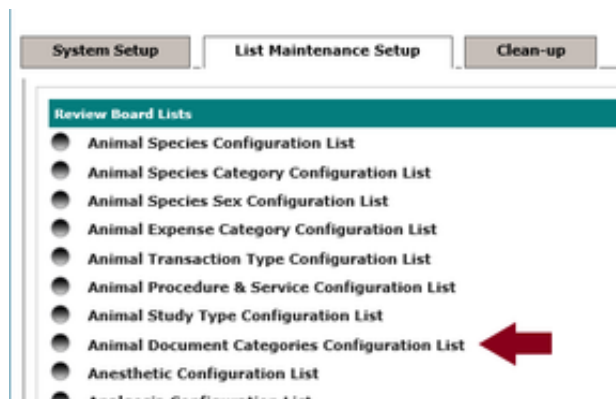 System Setup List Maintenance Setup Clean-up
Review Board Lists
Animal Species Configuration List
Animal Species Category Configuration List
Animal Species Sex Configuration List
Animal Expense Category Configuration List
Animal Transaction Type Configuration List
Animal Procedure & Service Configuration List
Animal Study Type Configuration List
Animal Document Categories Configuration List
Anesthetic Configuration List
Configuration List